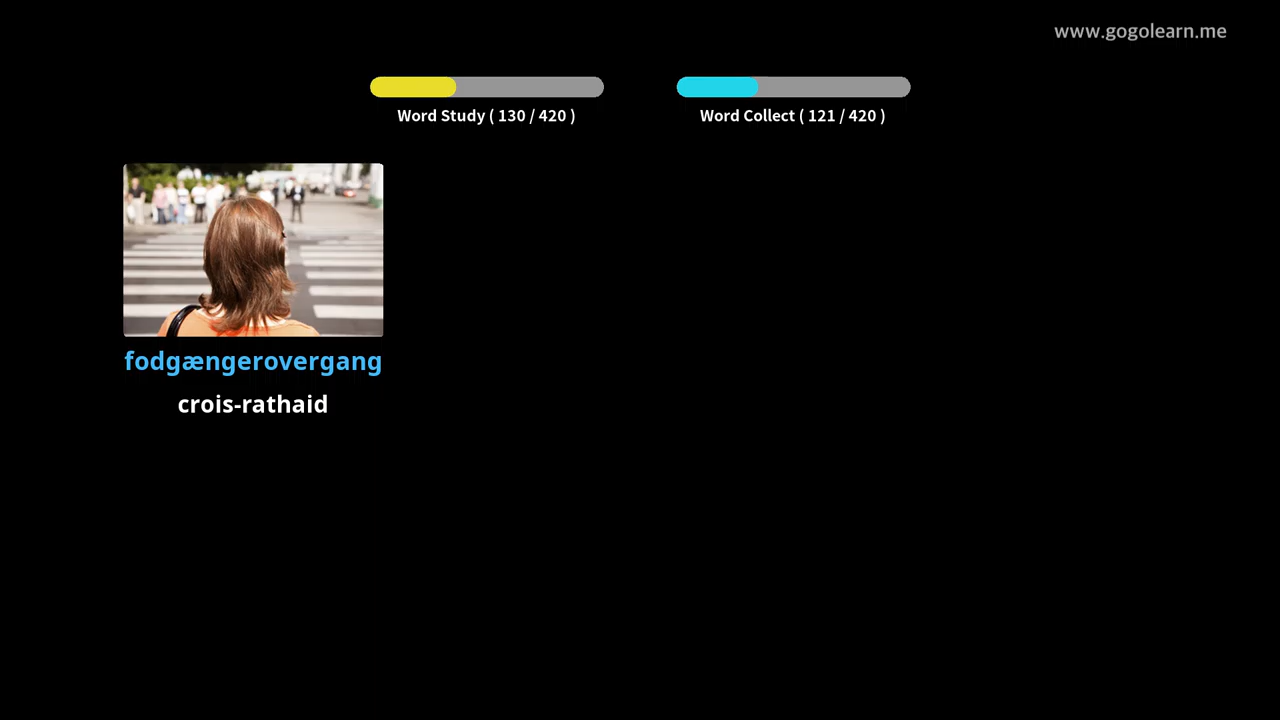 www.gogolearn.me
Word Study ( 130 / 420 )
Word Collect ( 121 / 420 )
fodgængerovergang
crois-rathaid